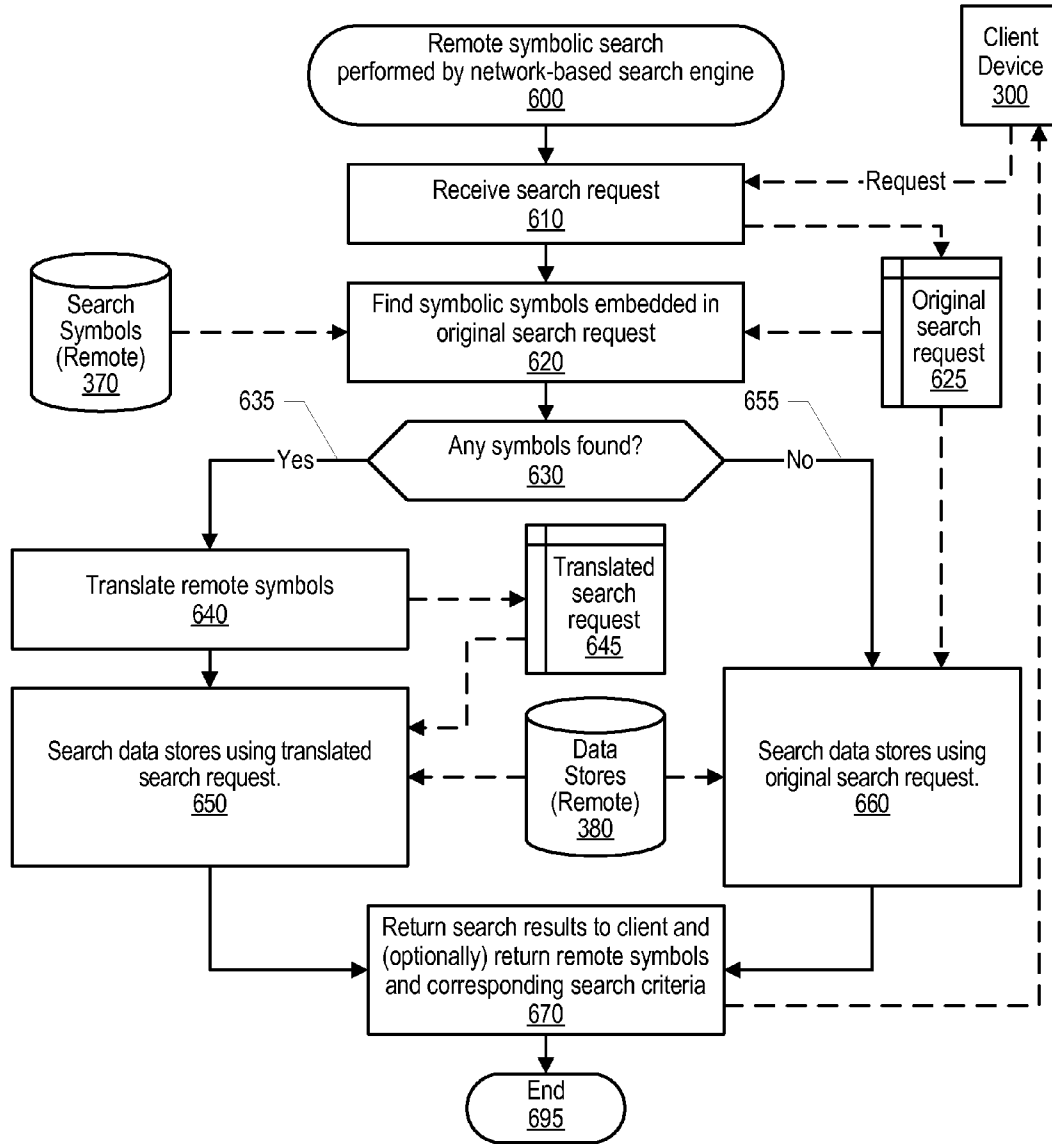 Remote symbolic search
performed by network-based search engine
600
Client
Device
300
Receive search request
610
Request
Search
Symbols
(Remote)
370
Find symbolic symbols embedded in
original search request
620
Original
search
request
625
635
655
Yes
Any symbols found?
630
No
Translate remote symbols
640
Translated
search
request
645
Search data stores using translated
search request.
650
Data
Stores
(Remote)
380
Search data stores using
original search request.
660
Return search results to client and
(optionally) return remote symbols
and corresponding search criteria
670
End
695